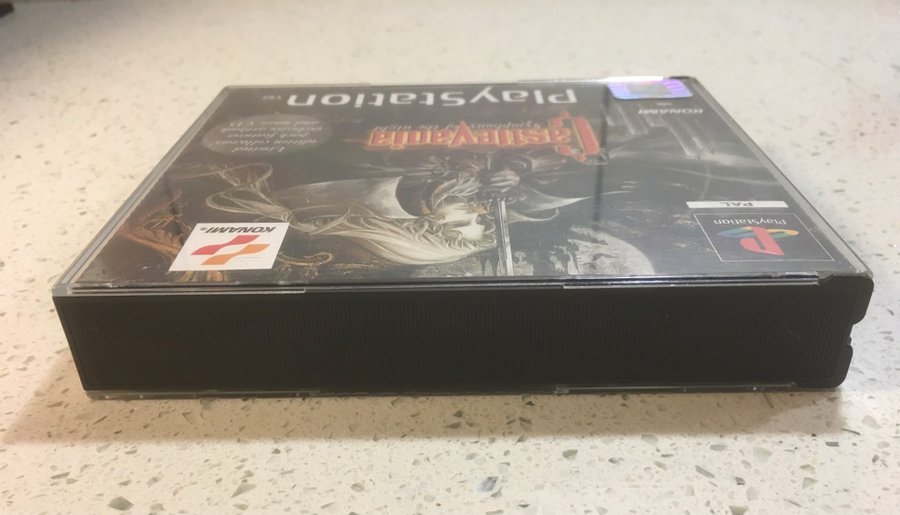 PlayStation
KONAMI
Castlevania
Symphony of the Night
Limited
edition collectors
pack featuring
exclusive artbook
and music CD
PAL
PlayStation
KONAMI®